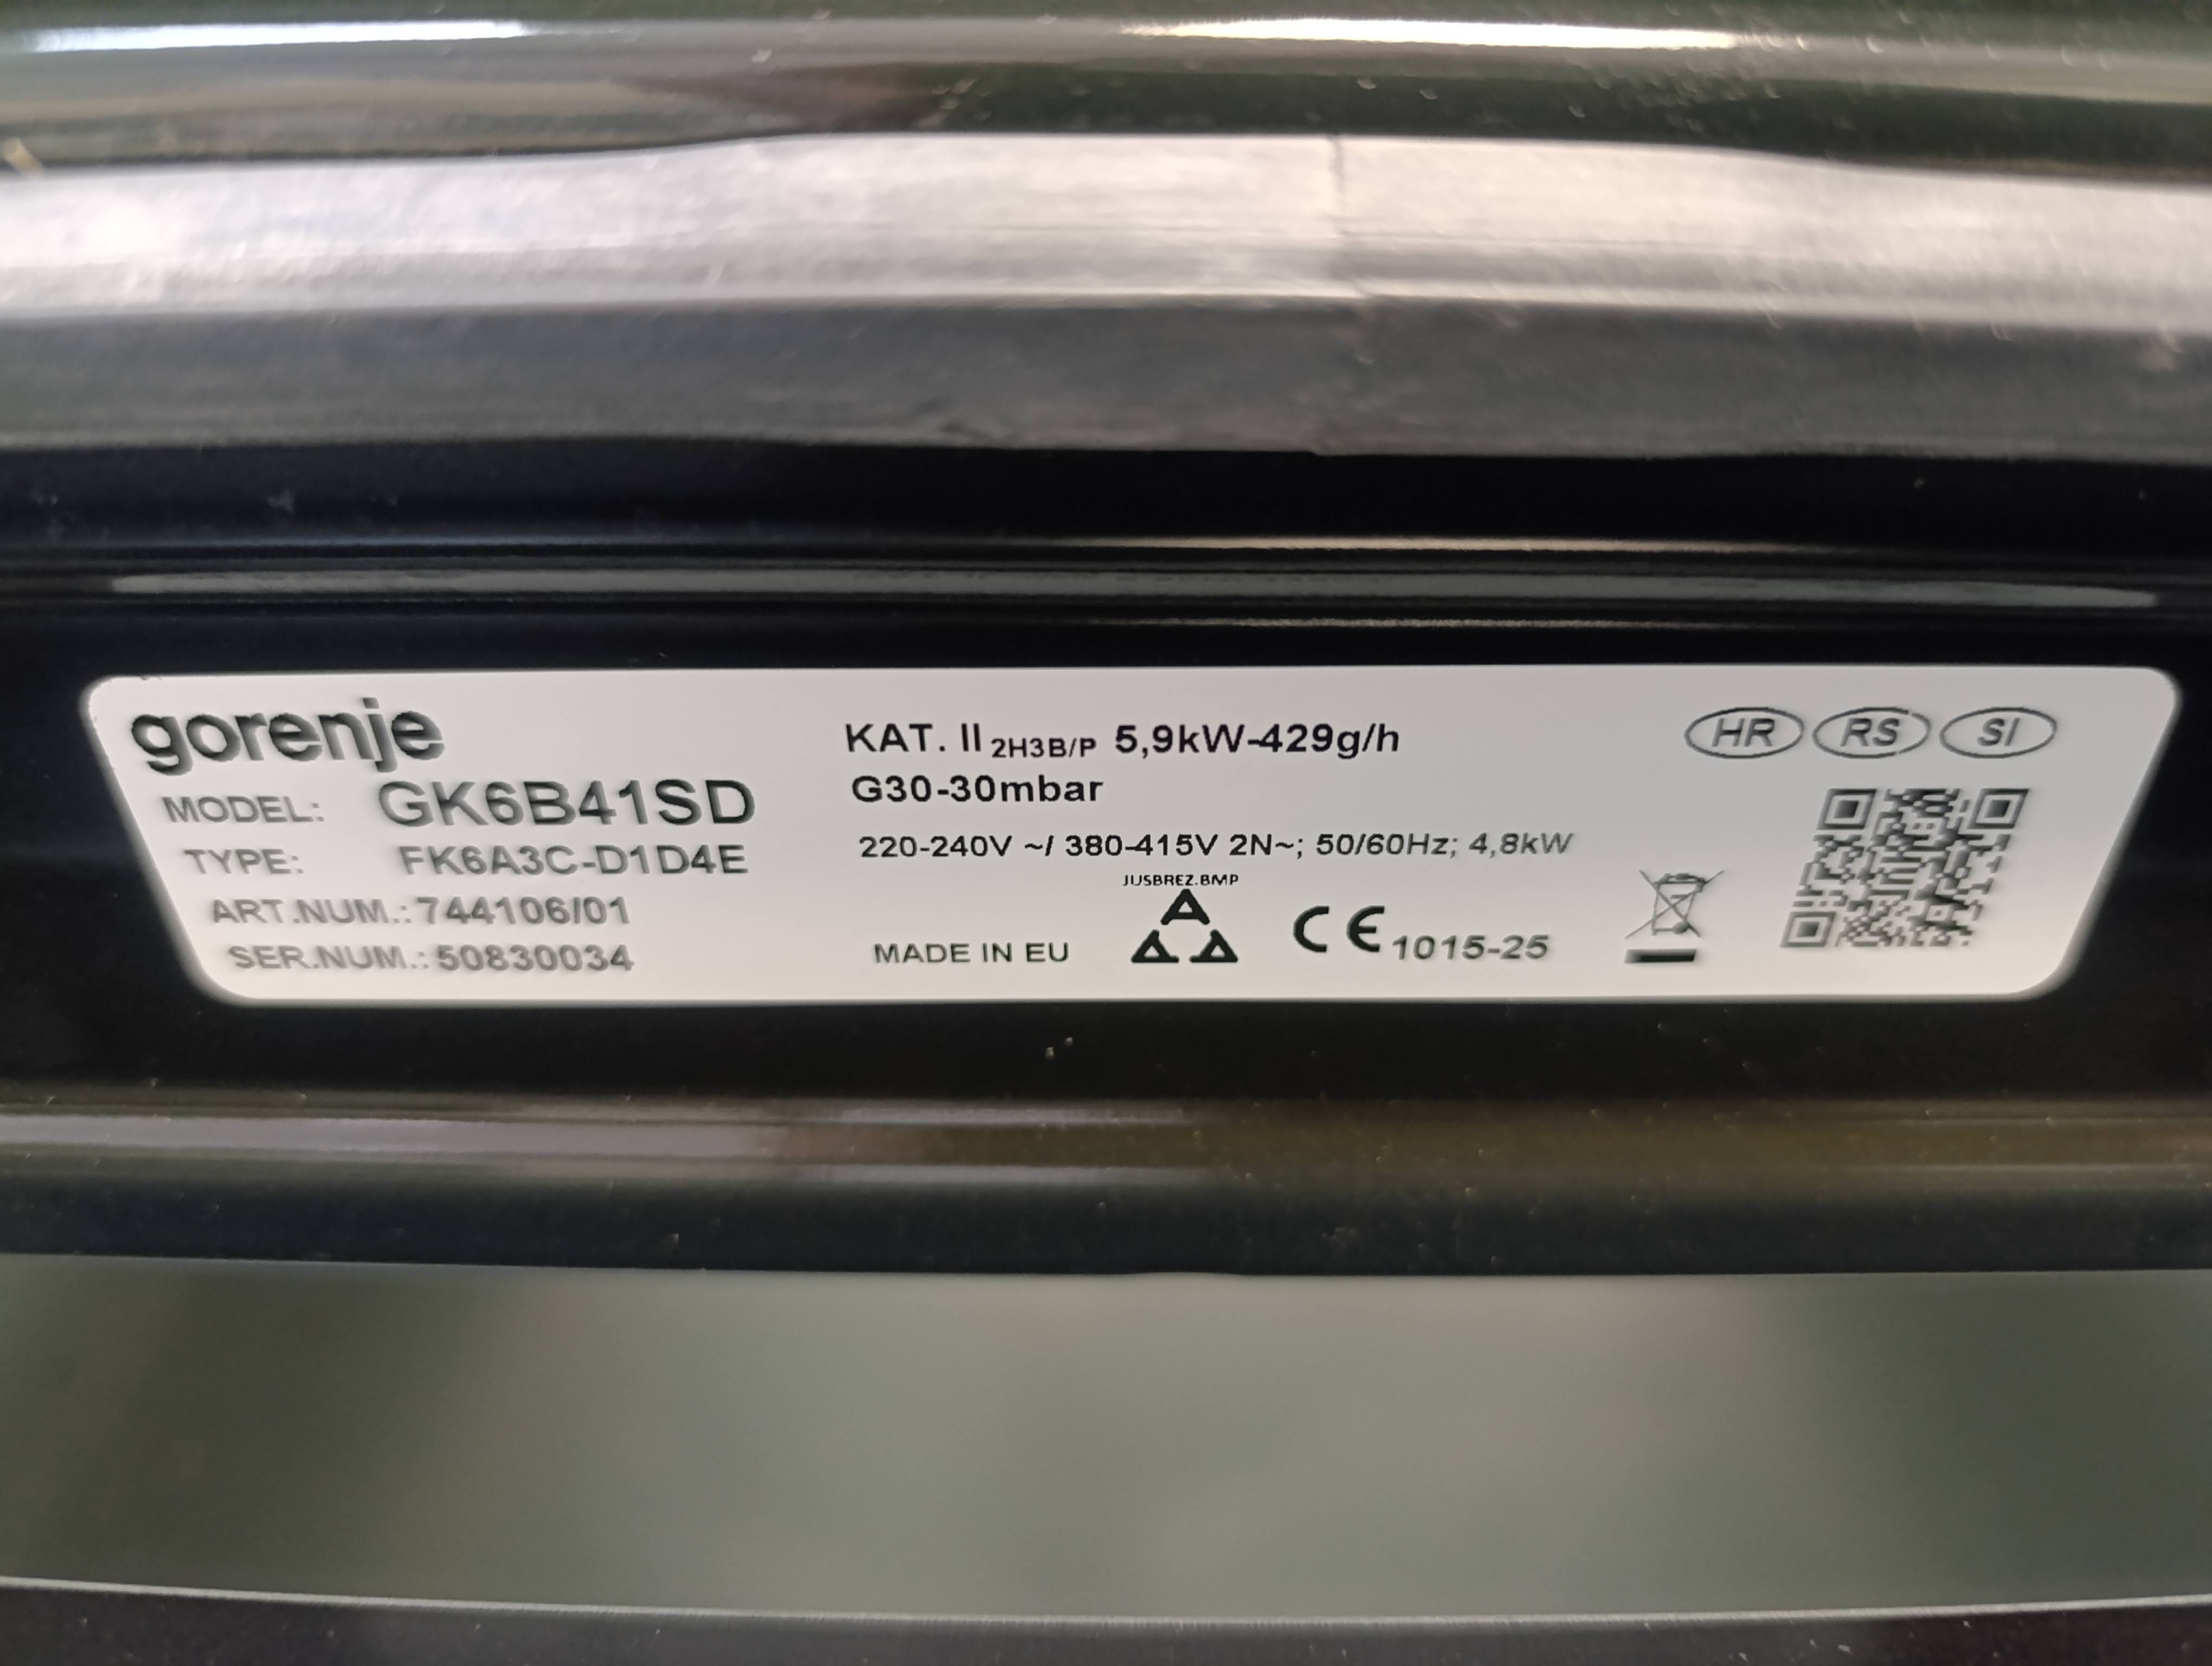 gorenje
MODEL: GK6B41SD
TYPE: FK6A3C-D1D4E
ART.NUM.: 744106/01
SER.NUM.: 50830034
KAT. II 2H3B/P 5,9kW-429g/h
G30-30mbar
220-240V ~/ 380-415V 2N~; 50/60Hz; 4,8kW
JUSBREZ.BMP
A
A A
MADE IN EU
CE 1015-25
HR RS SI